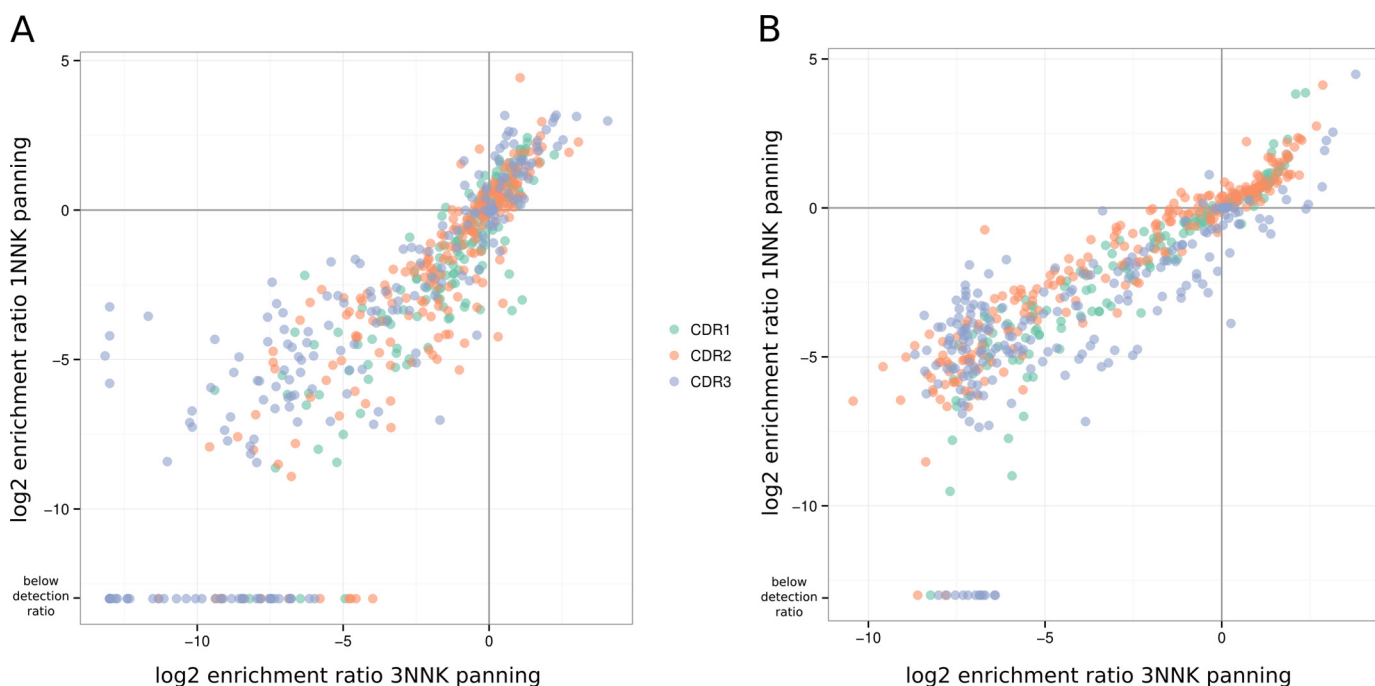 A
B
5
0
−5
−10
below
detection
ratio
−10
−5
0
log2 enrichment ratio 1NNK panning
log2 enrichment ratio 3NNK panning
CDR1
CDR2
CDR3
5
0
−5
−10
below
detection
ratio
−10
−5
0
log2 enrichment ratio 1NNK panning
log2 enrichment ratio 3NNK panning